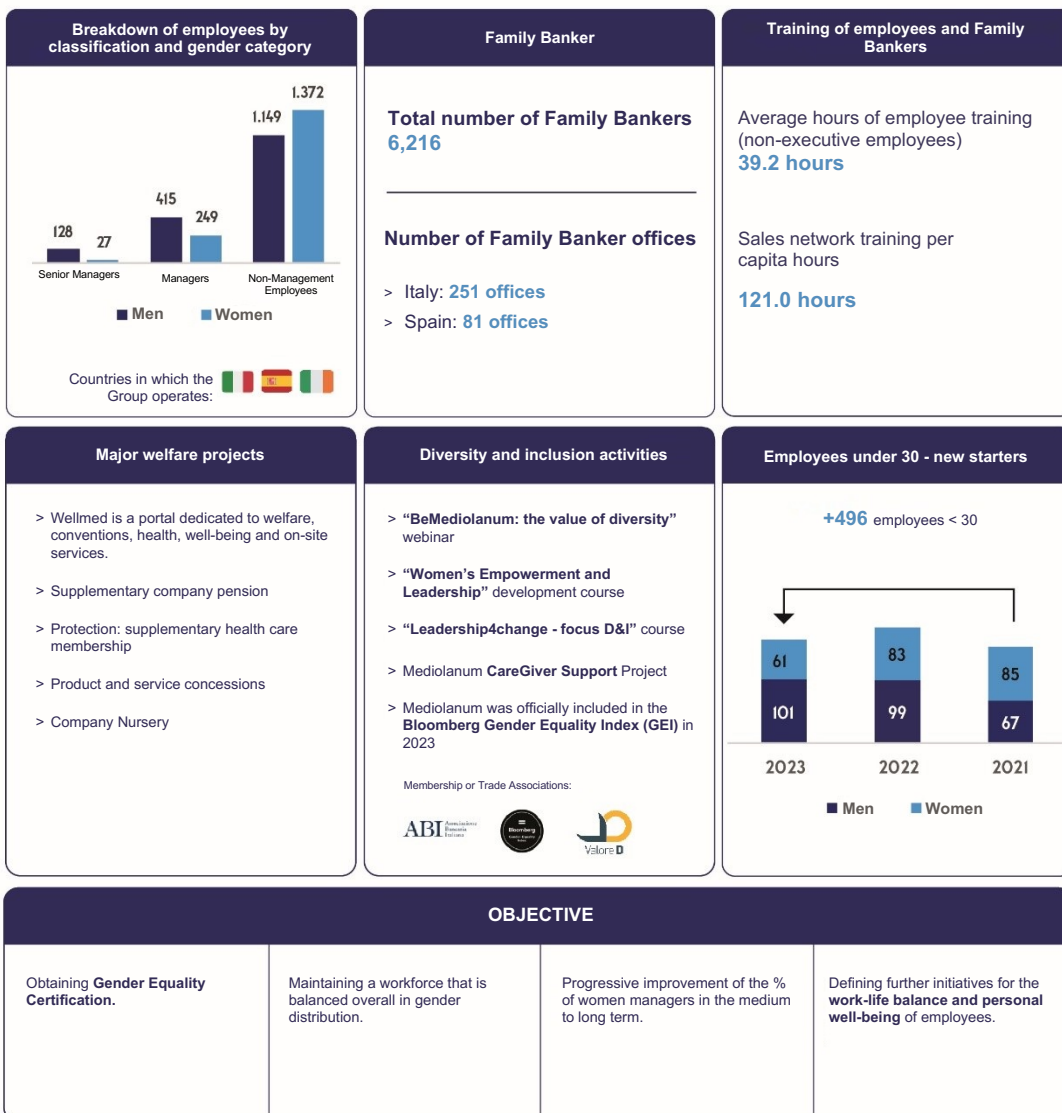 Breakdown of employees by
classification and gender category
1.372
1.149
415
249
128
27
Senior Managers
Managers
Non-Management
Employees
Men
Women
Countries in which the
Group operates:
Family Banker
Total number of Family Bankers
6,216
Number of Family Banker offices
> Italy: 251 offices
> Spain: 81 offices
Training of employees and Family
Bankers
Average hours of employee training
(non-executive employees)
39.2 hours
Sales network training per
capita hours
121.0 hours
Major welfare projects
> Wellmed is a portal dedicated to welfare,
conventions, health, well-being and on-site
services.
> Supplementary company pension
> Protection: supplementary health care
membership
> Product and service concessions
> Company Nursery
Diversity and inclusion activities
> “BeMediolanum: the value of diversity”
webinar
> “Women’s Empowerment and
Leadership” development course
> “Leadership4change - focus D&I” course
> Mediolanum CareGiver Support Project
> Mediolanum was officially included in the
Bloomberg Gender Equality Index (GEI) in
2023
Membership or Trade Associations:
ABI Associazione
Bancaria
Italiana
Bloomberg
Valore D
Employees under 30 - new starters
+496 employees < 30
61
83
85
101
99
67
2023
2022
2021
Men
Women
OBJECTIVE
Obtaining Gender Equality
Certification.
Maintaining a workforce that is
balanced overall in gender
distribution.
Progressive improvement of the %
of women managers in the medium
to long term.
Defining further initiatives for the
work-life balance and personal
well-being of employees.